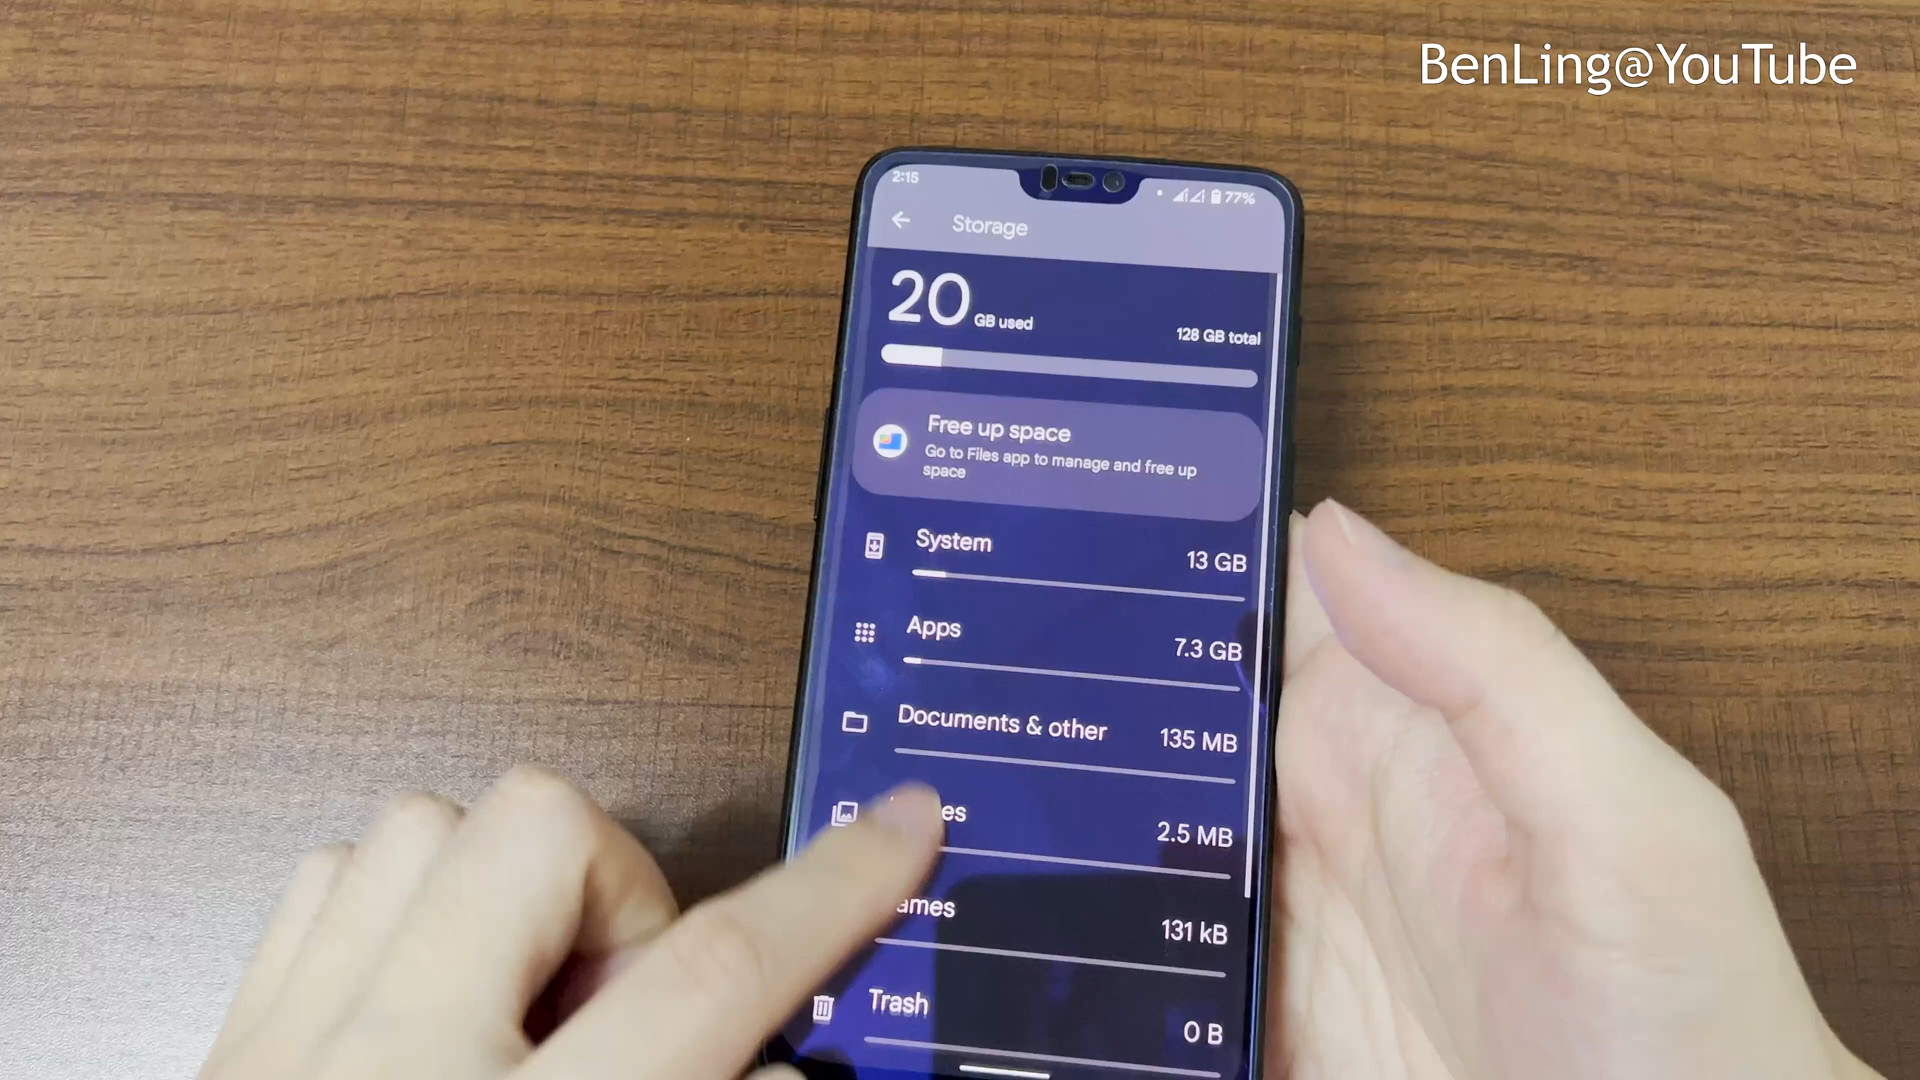 BenLing@YouTube
2:15
77%
Storage
20 GB used
128 GB total
Free up space
Go to Files app to manage and free up
space
System
13 GB
Apps
7.3 GB
Documents & other
135 MB
2.5 MB
131 kB
Trash
0 B